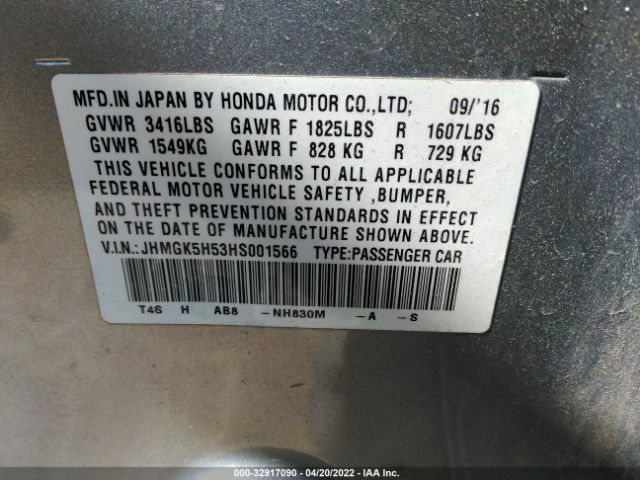 MFD.IN JAPAN BY HONDA MOTOR CO.,LTD; 09/'16
GVWR 3416LBS GAWR F 1825LBS R 1607LBS
GVWR 1549KG GAWR F 828 KG R 729 KG
THIS VEHICLE CONFORMS TO ALL APPLICABLE
FEDERAL MOTOR VEHICLE SAFETY ,BUMPER,
AND THEFT PREVENTION STANDARDS IN EFFECT
ON THE DATE OF MANUFACTURE SHOWN ABOVE.
V.I.N.:JHMGK5H53HS001566 TYPE:PASSENGER CAR
T4S H AB8 -NH830M -A -S
000-32917090 - 04/20/2022 - IAA Inc.